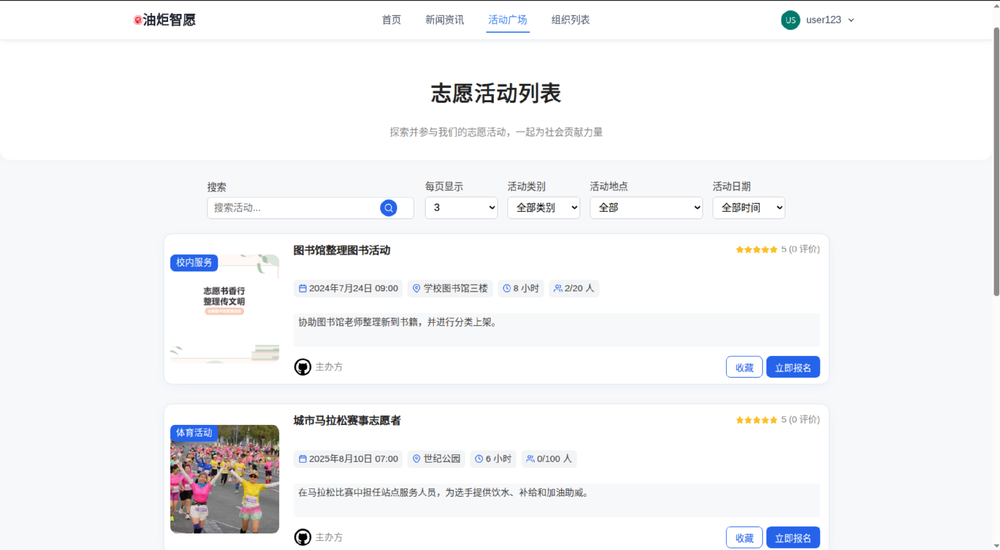 油炬智愿
首页 新闻资讯 活动广场 组织列表
US user123
志愿活动列表
探索并参与我们的志愿活动，一起为社会贡献力量
搜索 每页显示 活动类别 活动地点 活动日期
搜索活动... 3 全部类别 全部 全部时间
校内服务
志愿书香行
整理传文明
图书馆整理图书活动
5 (0 评价)
2024年7月24日 09:00 学校图书馆三楼 8 小时 2/20 人
协助图书馆老师整理新到书籍，并进行分类上架。
主办方
收藏 立即报名
体育活动
城市马拉松赛事志愿者
5 (0 评价)
2025年8月10日 07:00 世纪公园 6 小时 0/100 人
在马拉松比赛中担任站点服务人员，为选手提供饮水、补给和加油助威。
主办方
收藏 立即报名